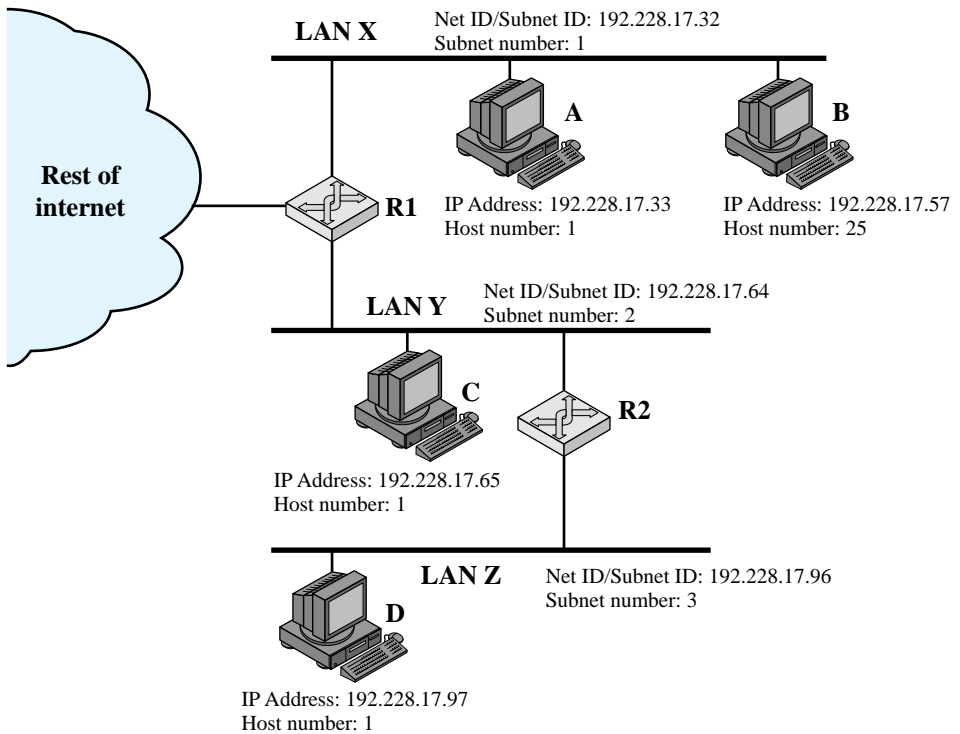 LAN X
Net ID/Subnet ID: 192.228.17.32
Subnet number: 1
A
B
Rest of
internet
R1
IP Address: 192.228.17.33
Host number: 1
IP Address: 192.228.17.57
Host number: 25
LAN Y
Net ID/Subnet ID: 192.228.17.64
Subnet number: 2
C
R2
IP Address: 192.228.17.65
Host number: 1
LAN Z
Net ID/Subnet ID: 192.228.17.96
Subnet number: 3
D
IP Address: 192.228.17.97
Host number: 1